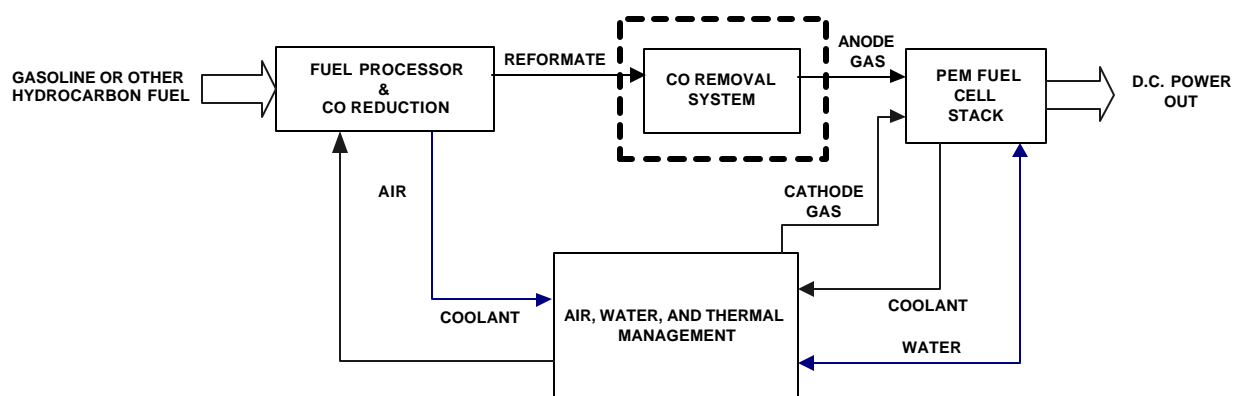 GASOLINE OR OTHER
HYDROCARBON FUEL
FUEL PROCESSOR
&
CO REDUCTION
REFORMATE
CO REMOVAL
SYSTEM
ANODE
GAS
PEM FUEL
CELL
STACK
D.C. POWER
OUT
AIR
CATHODE
GAS
COOLANT
AIR, WATER, AND THERMAL
MANAGEMENT
COOLANT
WATER